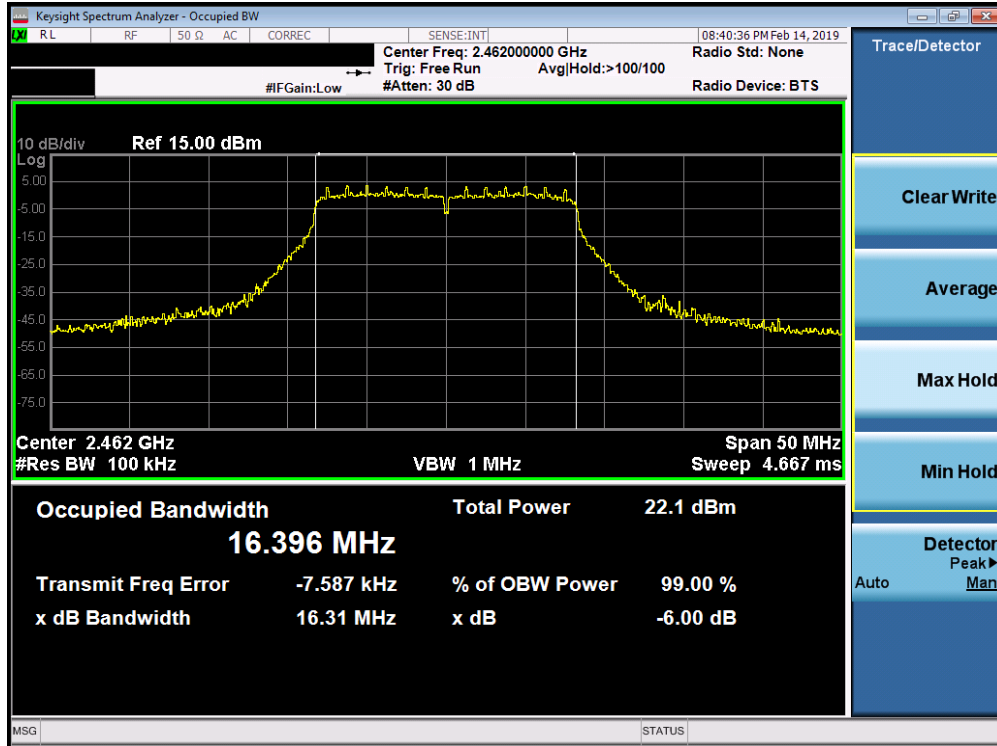 Keysight Spectrum Analyzer - Occupied BW
LXI RL RF 50 Ω AC CORREC SENSE:INT 08:40:36 PM Feb 14, 2019
Center Freq: 2.462000000 GHz Radio Std: None
Trig: Free Run Avg|Hold:>100/100
#IFGain:Low #Atten: 30 dB Radio Device: BTS
10 dB/div Ref 15.00 dBm
Log
5.00
-5.00
-15.0
-25.0
-35.0
-45.0
-55.0
-65.0
-75.0
Center 2.462 GHz Span 50 MHz
#Res BW 100 kHz VBW 1 MHz Sweep 4.667 ms
Occupied Bandwidth Total Power 22.1 dBm
16.396 MHz
Transmit Freq Error -7.587 kHz % of OBW Power 99.00 %
x dB Bandwidth 16.31 MHz x dB -6.00 dB
MSG STATUS
Trace/Detector
Clear Write
Average
Max Hold
Min Hold
Detector
Peak▶
Auto Man